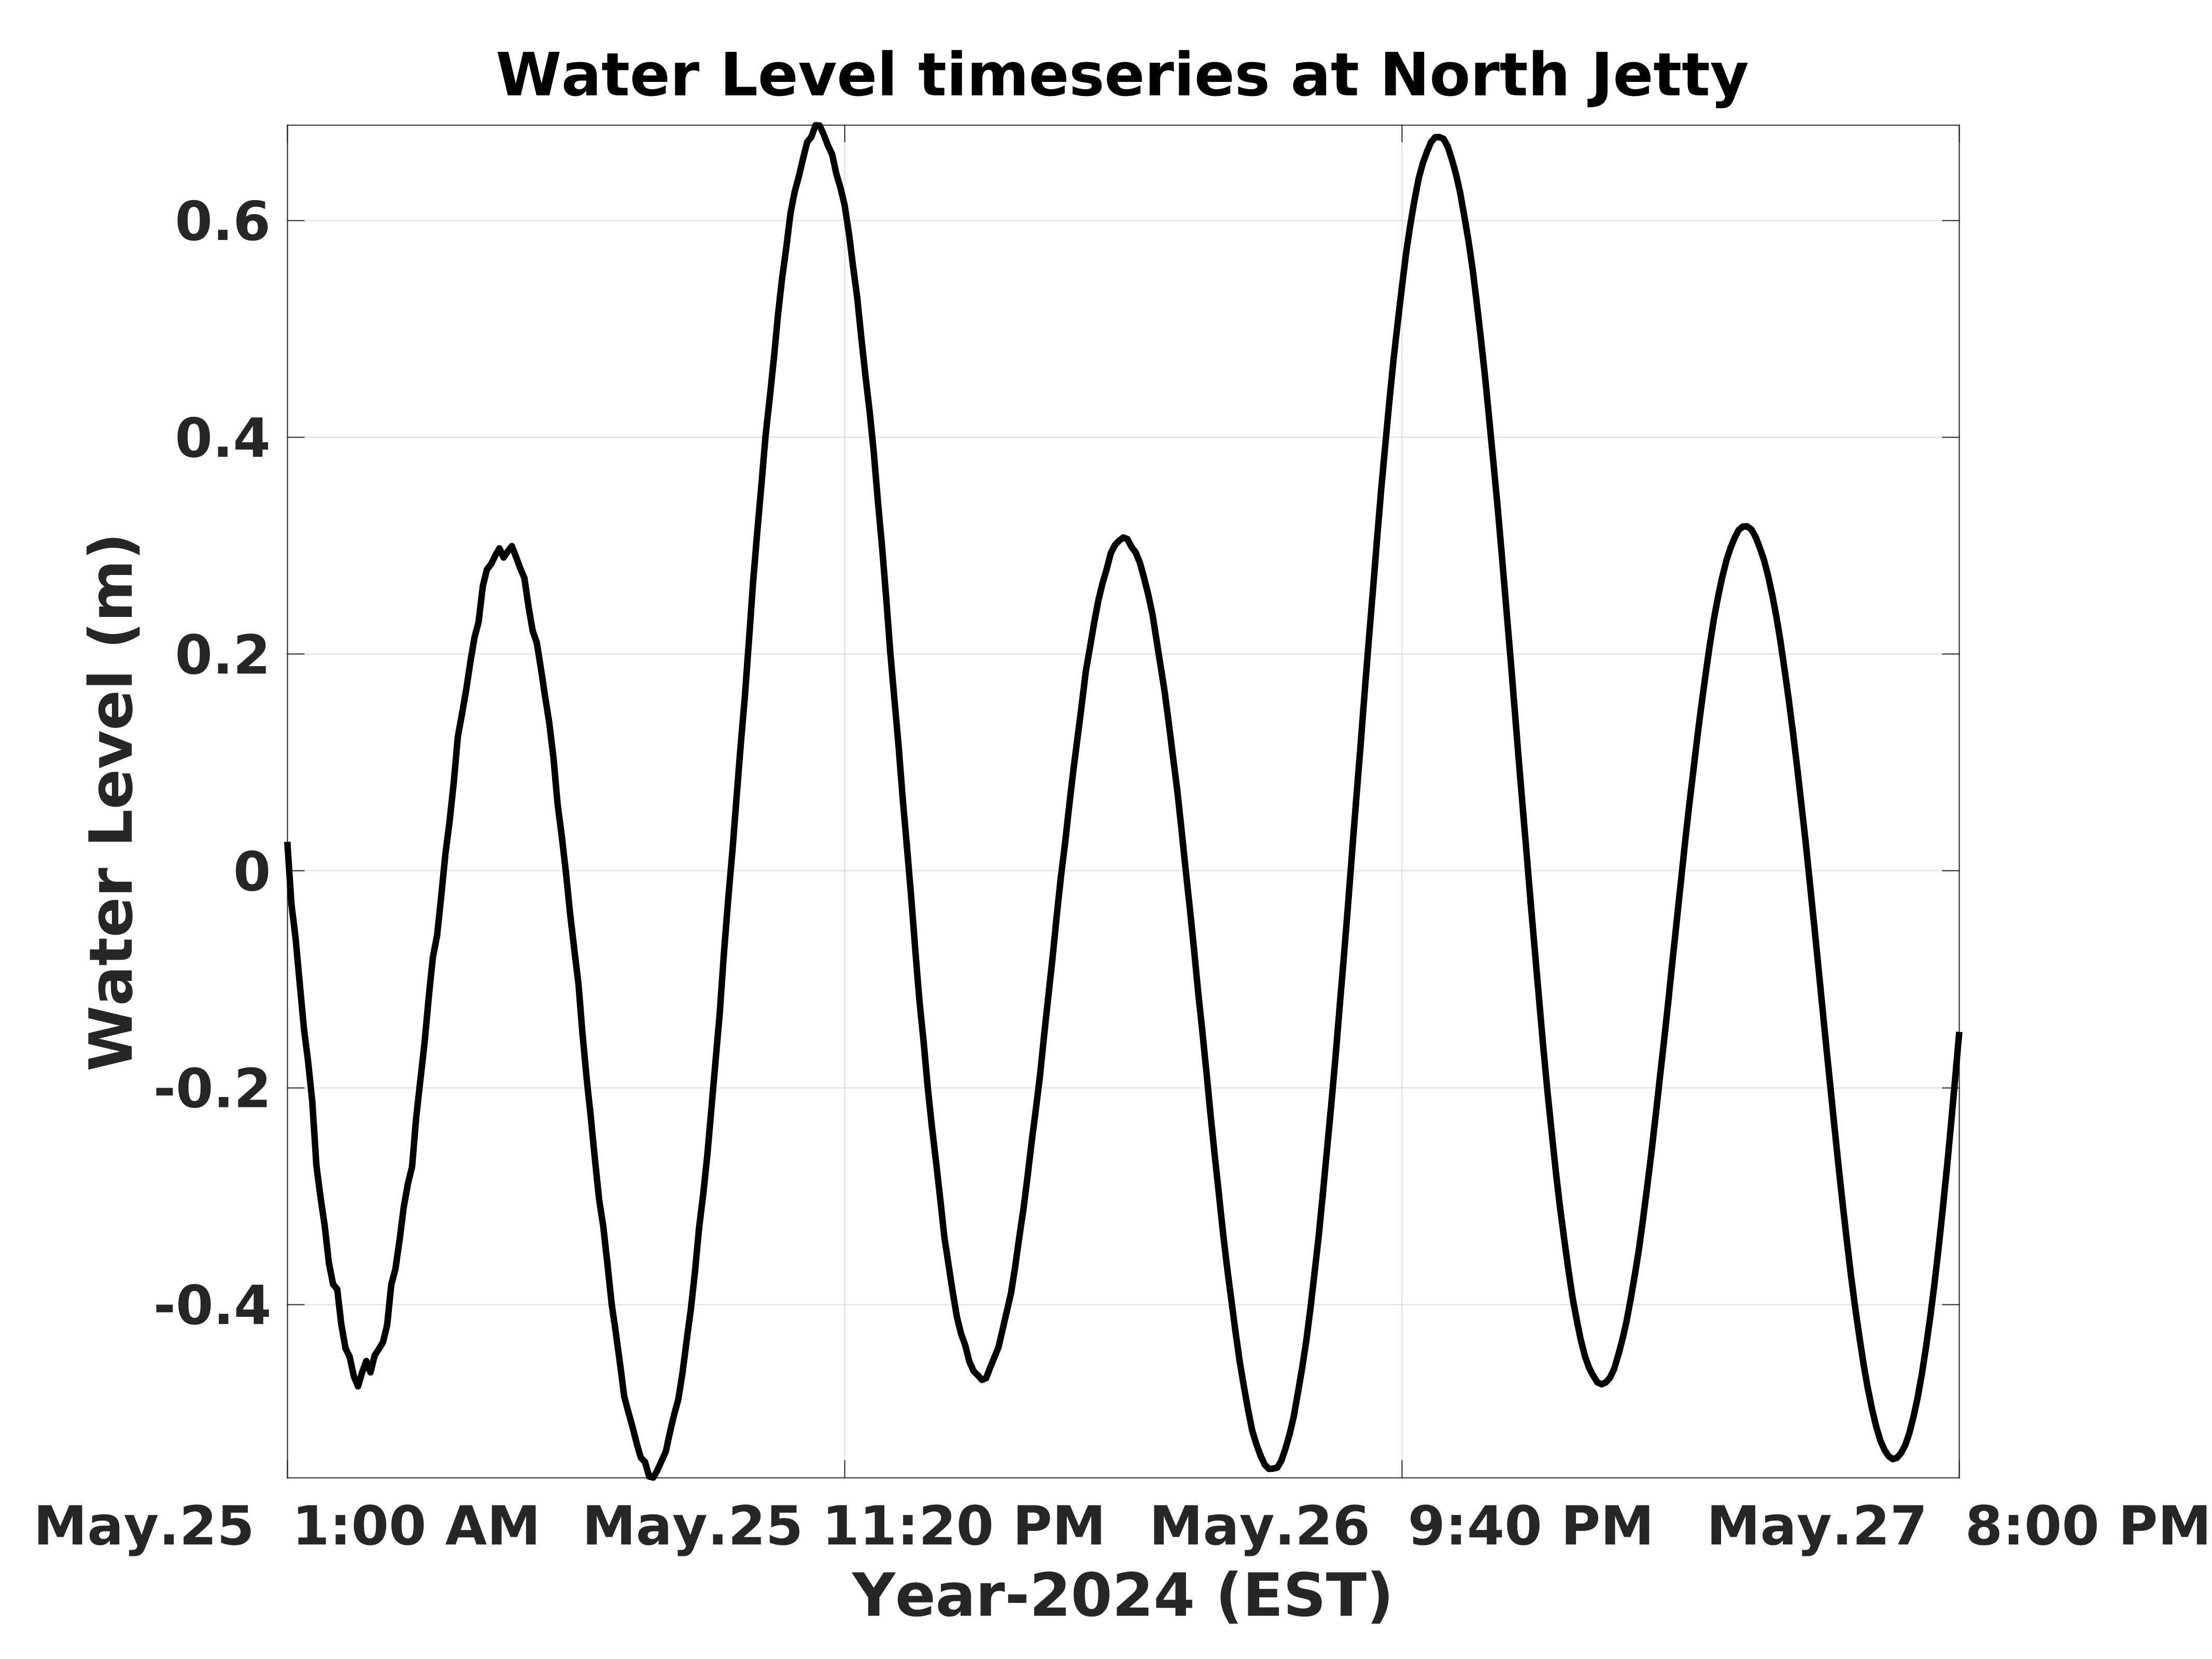 Water Level timeseries at North Jetty
0.6
0.4
0.2
0
-0.2
-0.4
Water Level (m)
May.25 1:00 AM May.25 11:20 PM May.26 9:40 PM May.27 8:00 PM
Year-2024 (EST)